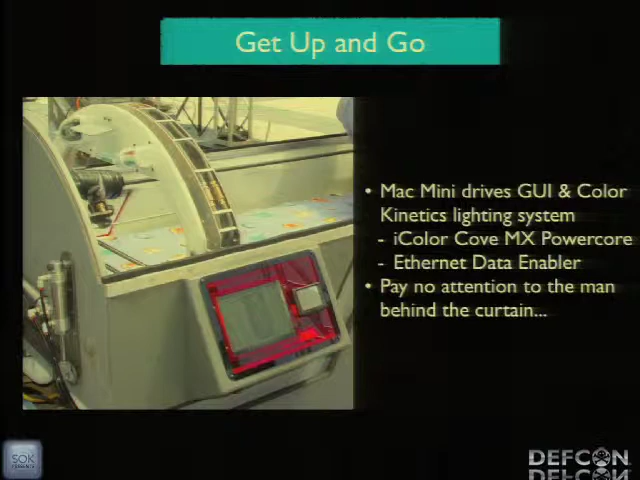 Get Up and Go
• Mac Mini drives GUI & Color
Kinetics lighting system
- iColor Cove MX Powercore
- Ethernet Data Enabler
• Pay no attention to the man
behind the curtain...
SOK
DEFCON